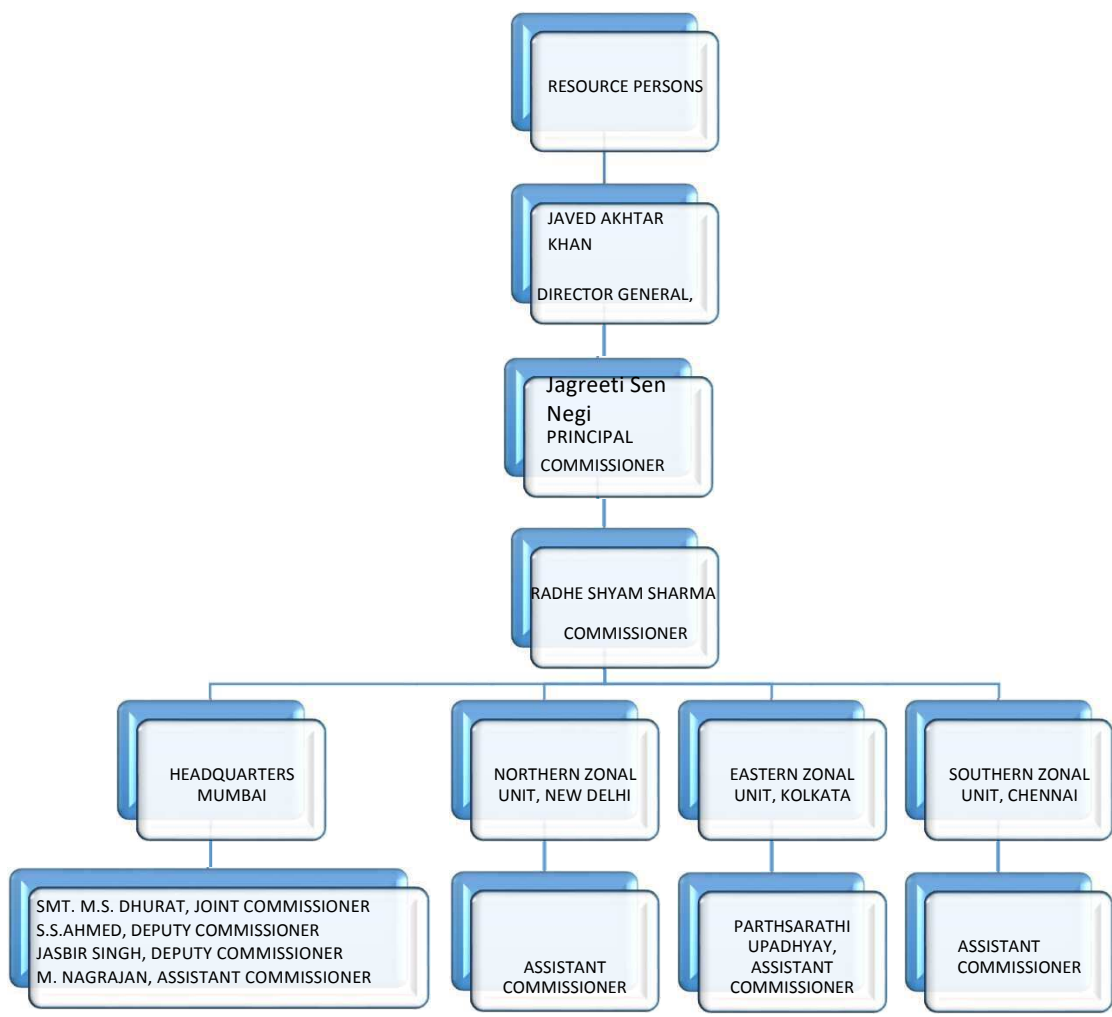 RESOURCE PERSONS
JAVED AKHTAR
KHAN
DIRECTOR GENERAL,
Jagreeti Sen
Negi
PRINCIPAL
COMMISSIONER
RADHE SHYAM SHARMA
COMMISSIONER
HEADQUARTERS
MUMBAI
NORTHERN ZONAL
UNIT, NEW DELHI
EASTERN ZONAL
UNIT, KOLKATA
SOUTHERN ZONAL
UNIT, CHENNAI
SMT. M.S. DHURAT, JOINT COMMISSIONER
S.S.AHMED, DEPUTY COMMISSIONER
JASBIR SINGH, DEPUTY COMMISSIONER
M. NAGRAJAN, ASSISTANT COMMISSIONER
ASSISTANT
COMMISSIONER
PARTHSARATHI
UPADHYAY,
ASSISTANT
COMMISSIONER
ASSISTANT
COMMISSIONER